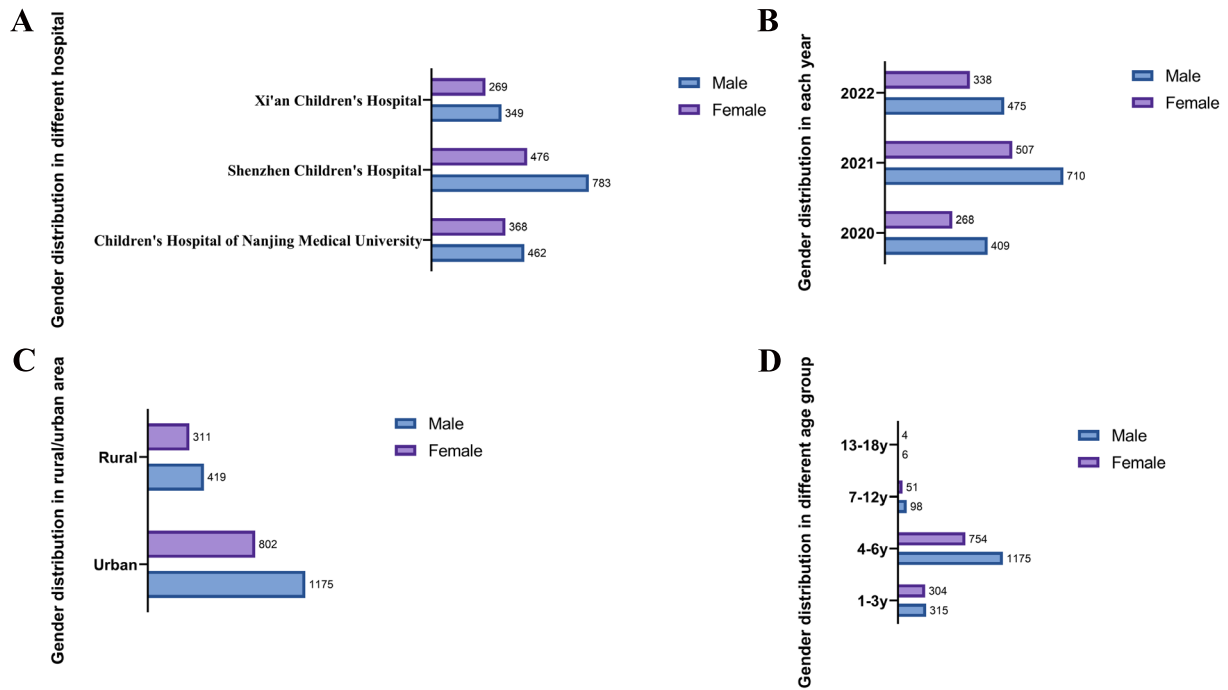 A
Gender distribution in different hospital
Xi'an Children's Hospital
269
349
Shenzhen Children's Hospital
476
783
Children's Hospital of Nanjing Medical University
368
462
Male
Female
B
Gender distribution in each year
2022
338
475
2021
507
710
2020
268
409
Male
Female
C
Gender distribution in rural/urban area
Rural
311
419
Urban
802
1175
Male
Female
D
Gender distribution in different age group
13-18y
4
6
7-12y
51
98
4-6y
754
1175
1-3y
304
315
Male
Female